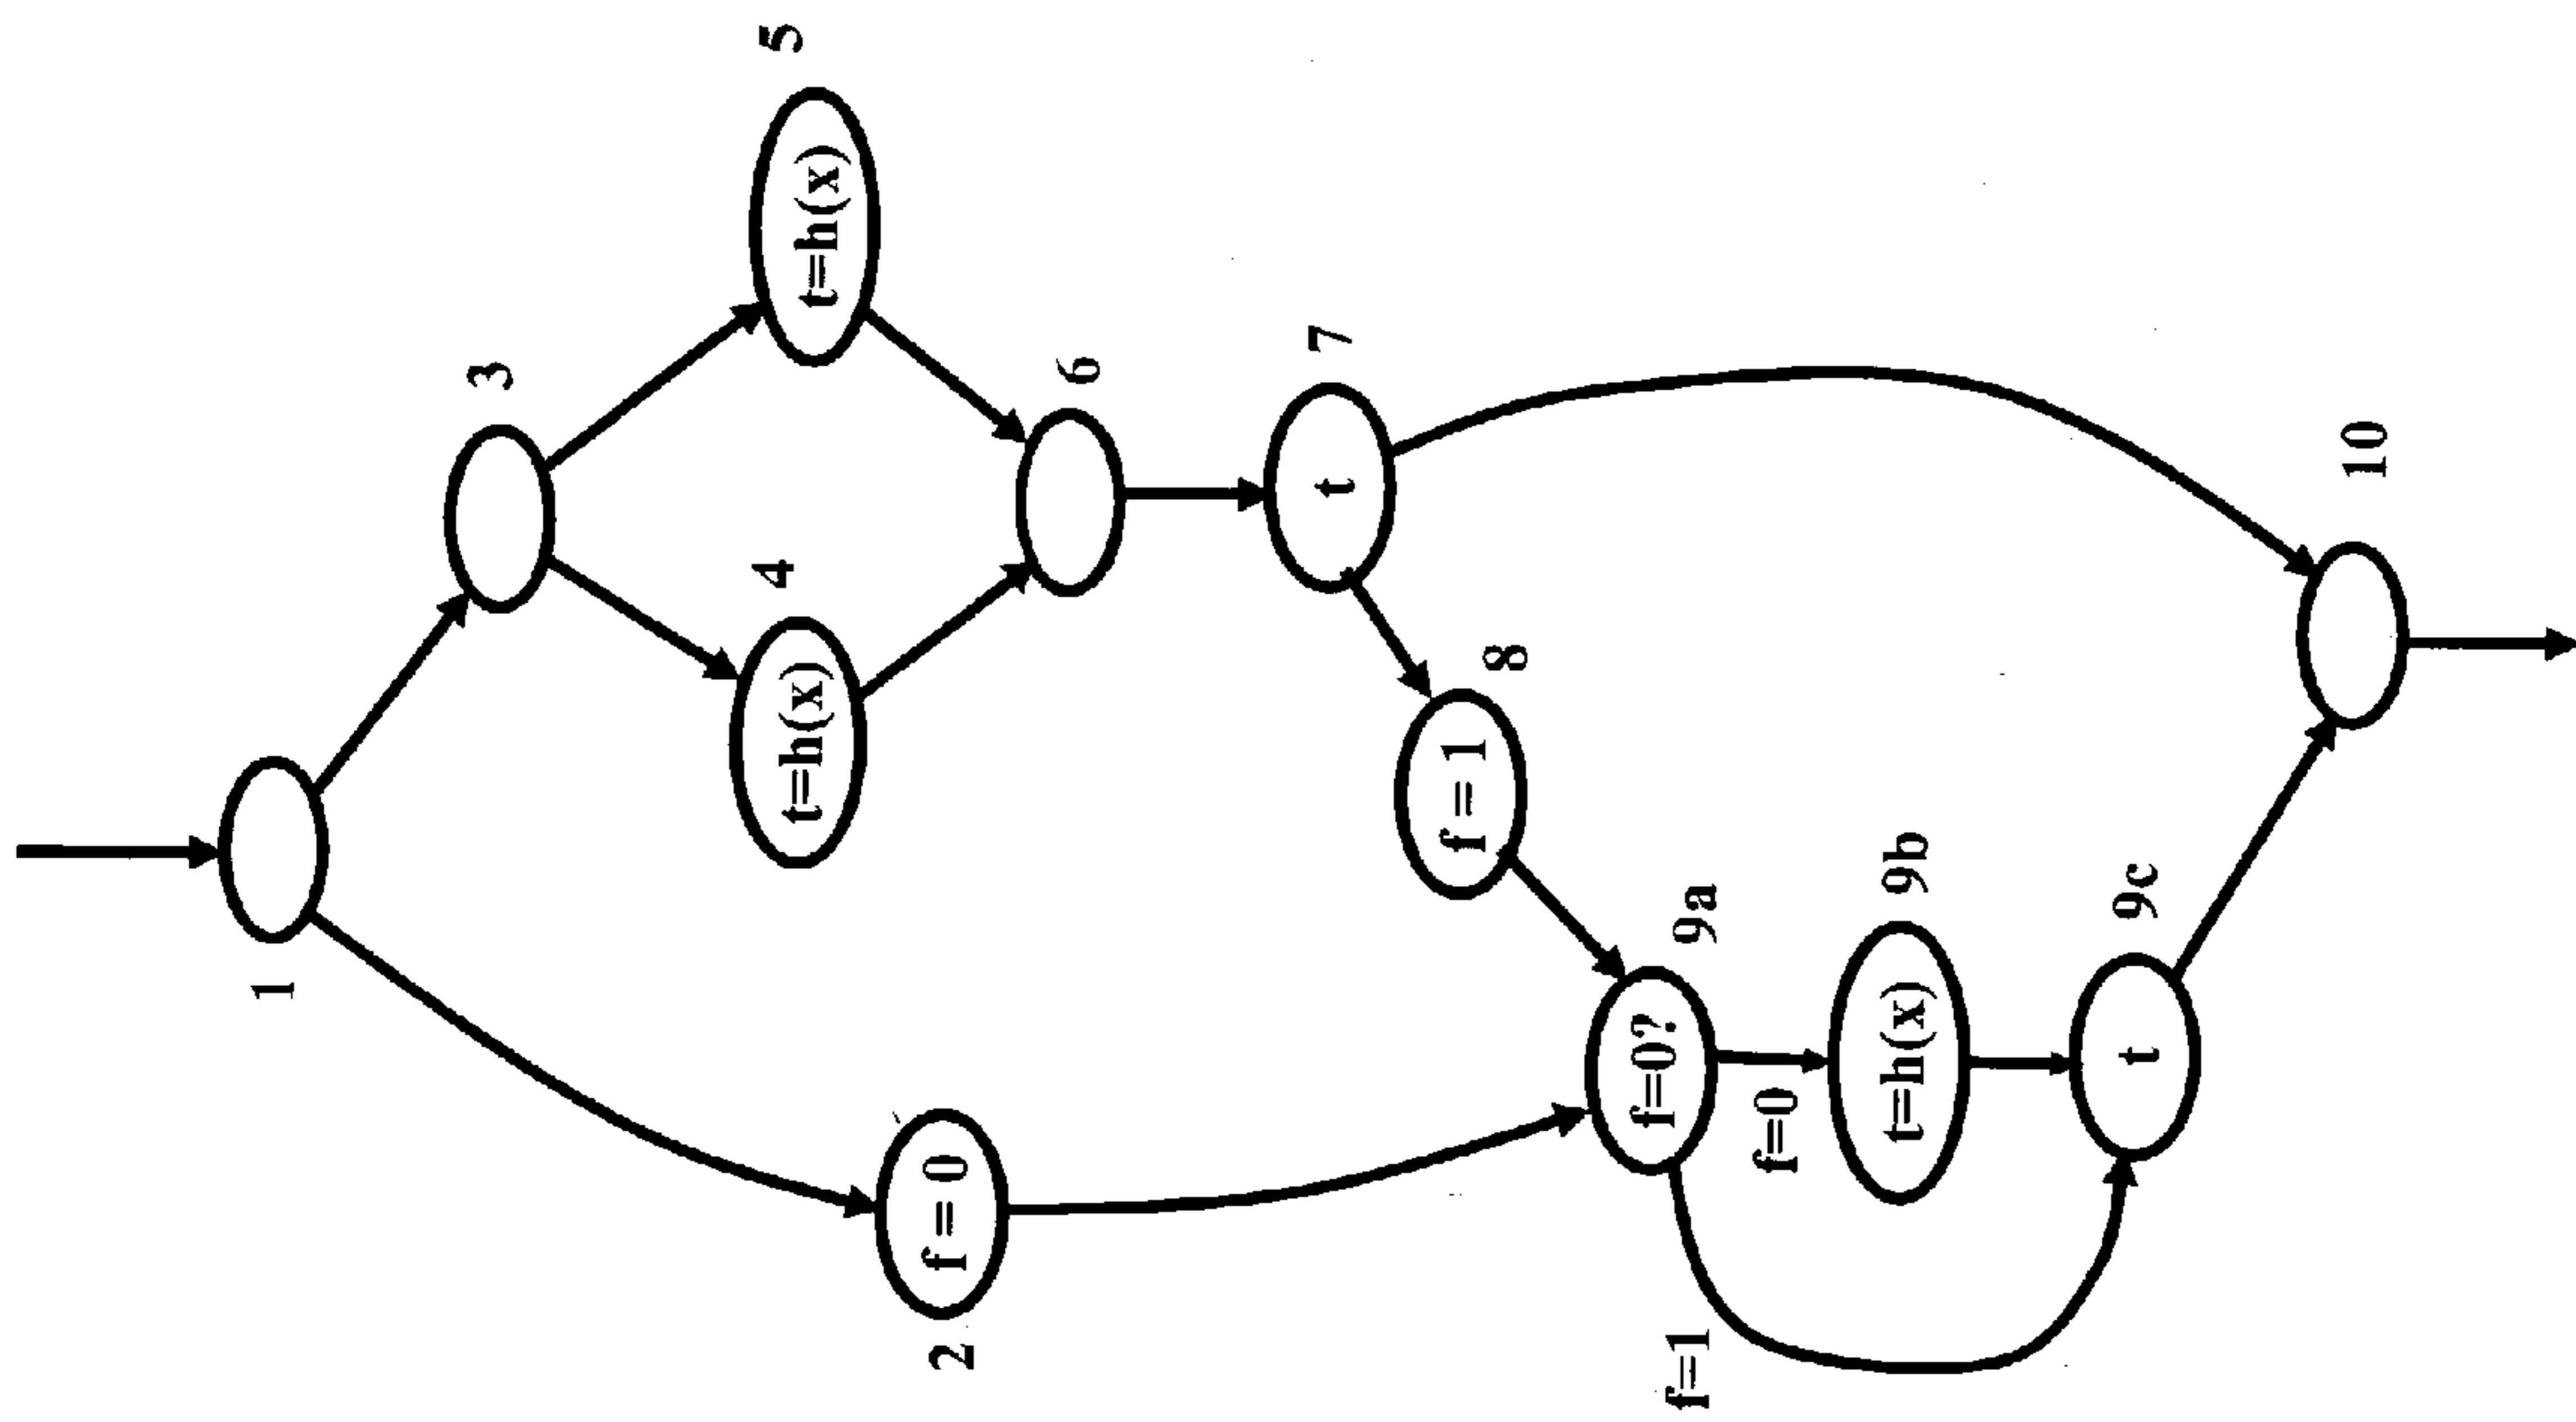 1
3
t=h(x)
5
t=h(x)
4
f = 0
2
6
t
7
f = 1
8
f=0?
9a
f=1
f=0
t=h(x)
9b
t
9c
10